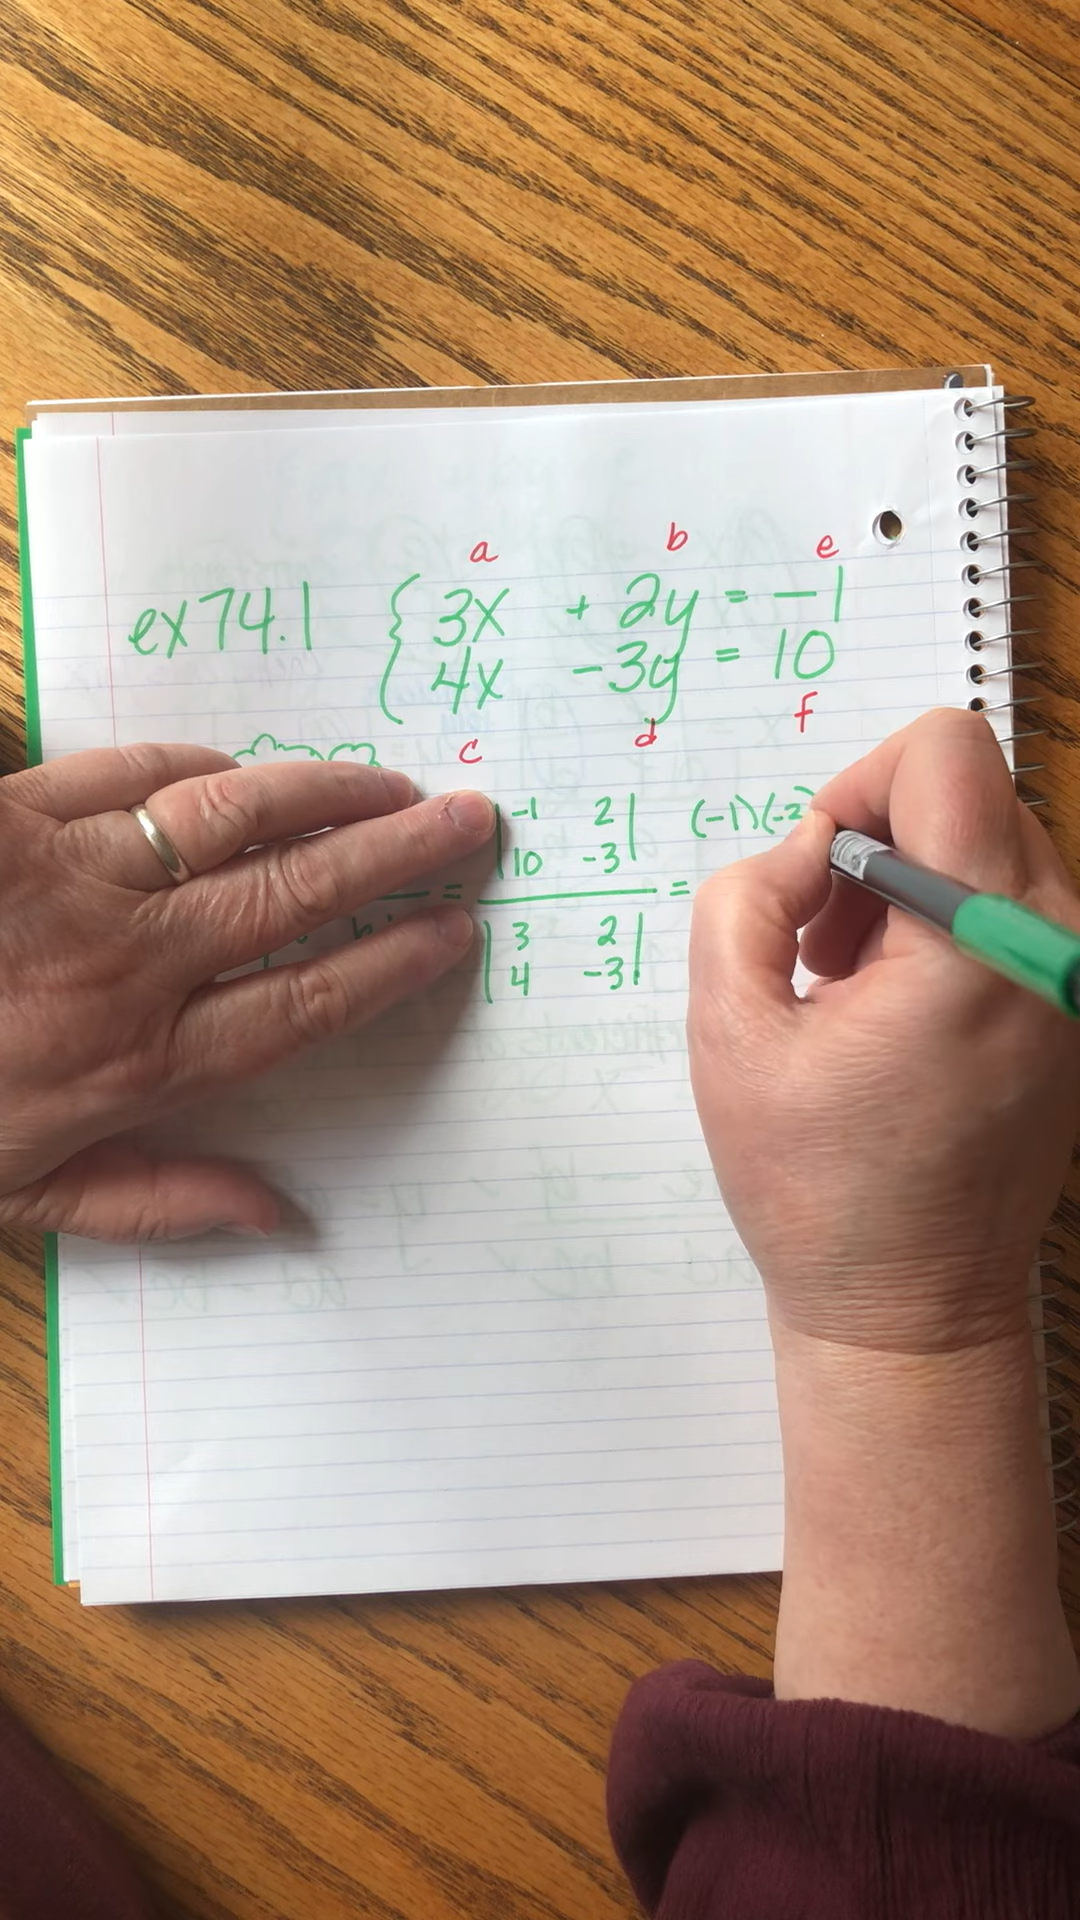 a b e
ex 74.1 { 3x + 2y = -1
4x - 3y = 10
c d f
|-1 2| (-1)(-2)
|10 -3|
= =
|3 2|
|4 -3|